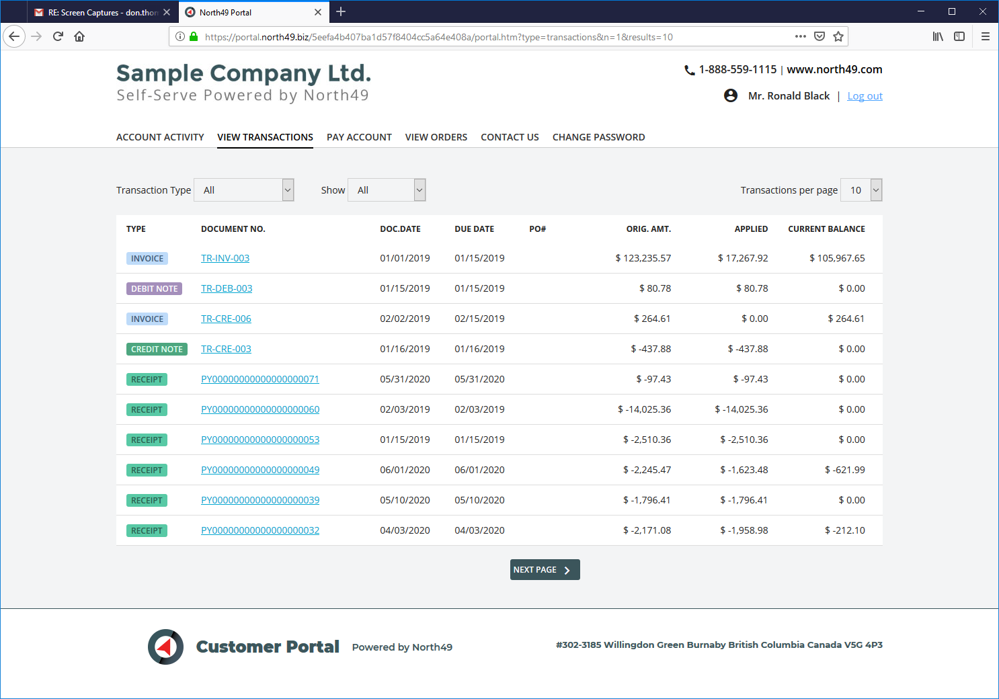 RE: Screen Captures - don.thom
North49 Portal
https://portal.north49.biz/5eefa4b407ba1d57f8404cc5a64e408a/portal.htm?type=transactions&n=1&results=10
Sample Company Ltd.
Self-Serve Powered by North49
1-888-559-1115 | www.north49.com
Mr. Ronald Black | Log out
ACCOUNT ACTIVITY VIEW TRANSACTIONS PAY ACCOUNT VIEW ORDERS CONTACT US CHANGE PASSWORD
Transaction Type All Show All Transactions per page 10
TYPE DOCUMENT NO. DOC.DATE DUE DATE PO# ORIG. AMT. APPLIED CURRENT BALANCE
INVOICE TR-INV-003 01/01/2019 01/15/2019 $ 123,235.57 $ 17,267.92 $ 105,967.65
DEBIT NOTE TR-DEB-003 01/15/2019 01/15/2019 $ 80.78 $ 80.78 $ 0.00
INVOICE TR-CRE-006 02/02/2019 02/15/2019 $ 264.61 $ 0.00 $ 264.61
CREDIT NOTE TR-CRE-003 01/16/2019 01/16/2019 $ -437.88 $ -437.88 $ 0.00
RECEIPT PY00000000000000000071 05/31/2020 05/31/2020 $ -97.43 $ -97.43 $ 0.00
RECEIPT PY00000000000000000060 02/03/2019 02/03/2019 $ -14,025.36 $ -14,025.36 $ 0.00
RECEIPT PY00000000000000000053 01/15/2019 01/15/2019 $ -2,510.36 $ -2,510.36 $ 0.00
RECEIPT PY00000000000000000049 06/01/2020 06/01/2020 $ -2,245.47 $ -1,623.48 $ -621.99
RECEIPT PY00000000000000000039 05/10/2020 05/10/2020 $ -1,796.41 $ -1,796.41 $ 0.00
RECEIPT PY00000000000000000032 04/03/2020 04/03/2020 $ -2,171.08 $ -1,958.98 $ -212.10
NEXT PAGE
Customer Portal Powered by North49
#302-3185 Willingdon Green Burnaby British Columbia Canada V5G 4P3